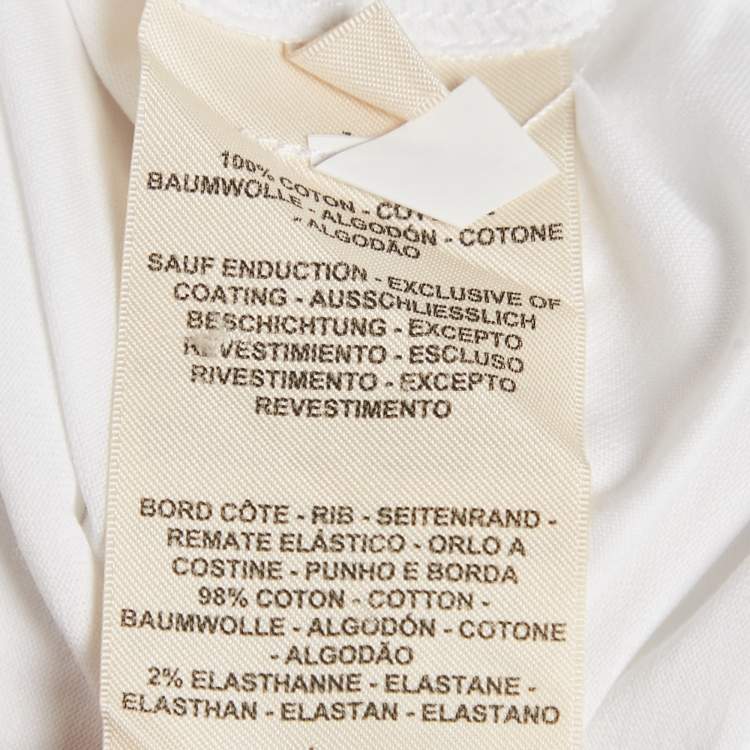 100% COTON - COTTON -
BAUMWOLLE - ALGODÓN - COTONE
- ALGODÃO
SAUF ENDUCTION - EXCLUSIVE OF
COATING - AUSSCHLIESSLICH
BESCHICHTUNG - EXCEPTO
REVESTIMIENTO - ESCLUSO
RIVESTIMENTO - EXCEPTO
REVESTIMENTO
BORD CÔTE - RIB - SEITENRAND -
REMATE ELÁSTICO - ORLO A
COSTINE - PUNHO E BORDA
98% COTON - COTTON -
BAUMWOLLE - ALGODÓN - COTONE
- ALGODÃO
2% ELASTHANNE - ELASTANE -
ELASTHAN - ELASTAN - ELASTANO